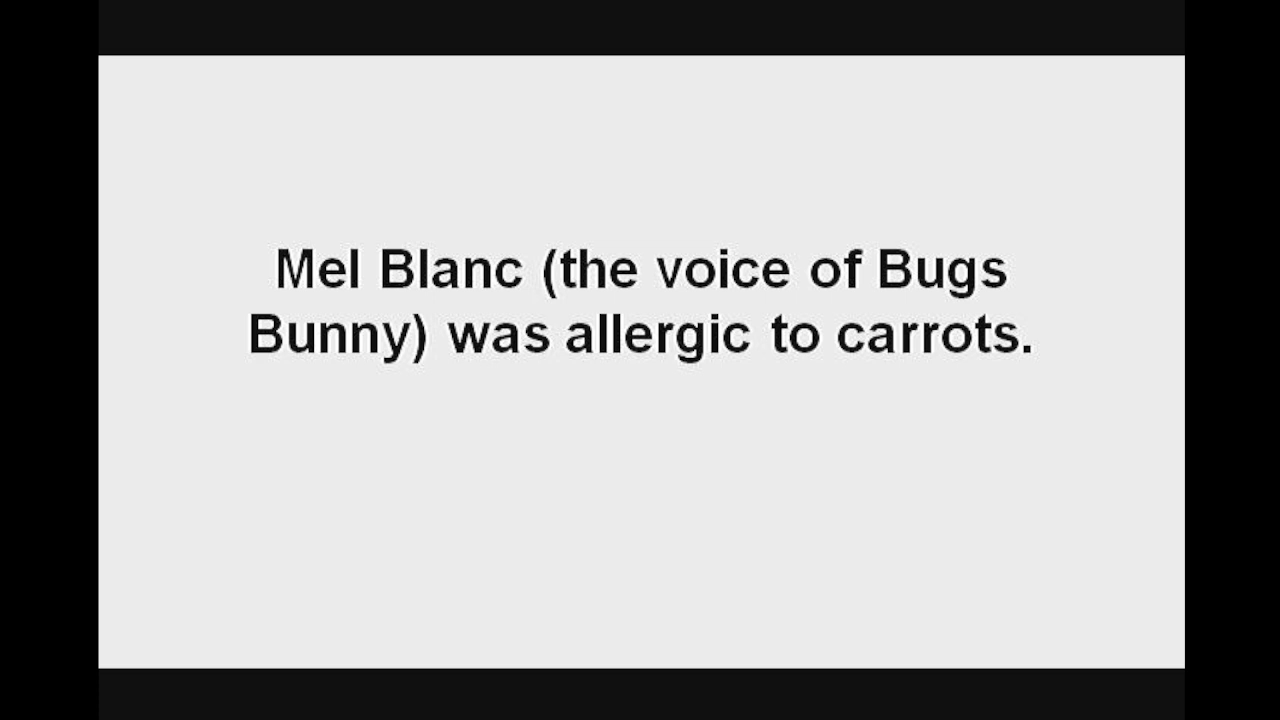 Mel Blanc (the voice of Bugs
Bunny) was allergic to carrots.